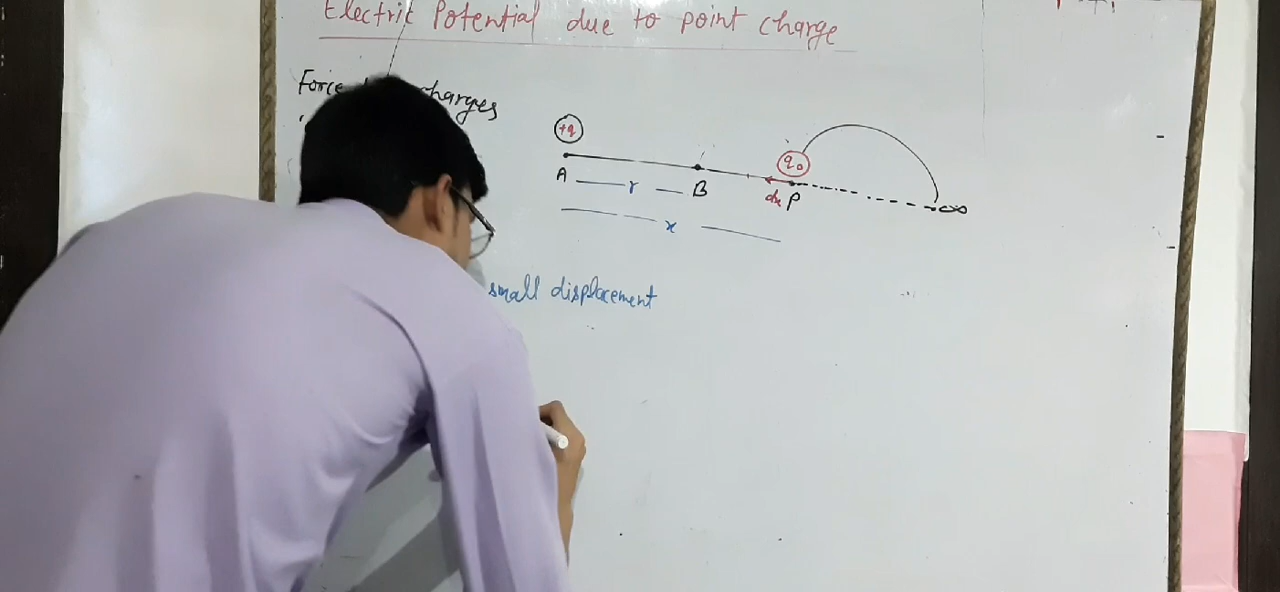 Electric Potential due to point charge
Force charges
+q
q₀
A r B dx P ∞
x
small displacement